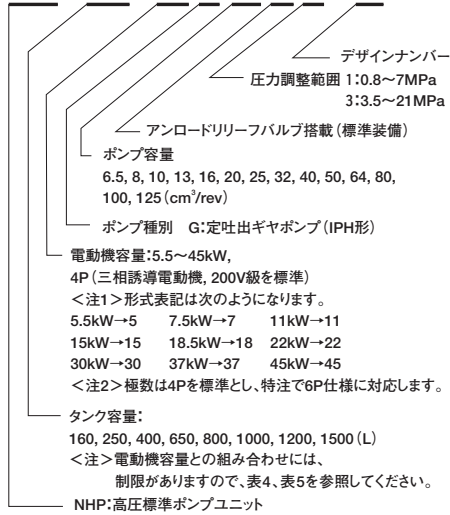 デザインナンバー
圧力調整範囲 1:0.8～7MPa
3:3.5～21MPa
アンロードリリーフバルブ搭載(標準装備)
ポンプ容量
6.5, 8, 10, 13, 16, 20, 25, 32, 40, 50, 64, 80,
100, 125(cm³/rev)
ポンプ種別 G:定吐出ギヤポンプ(IPH形)
電動機容量:5.5～45kW,
4P(三相誘導電動機, 200V級を標準)
＜注1＞形式表記は次のようになります。
5.5kW→5 7.5kW→7 11kW→11
15kW→15 18.5kW→18 22kW→22
30kW→30 37kW→37 45kW→45
＜注2＞極数は4Pを標準とし、特注で6P仕様に対応します。
タンク容量:
160, 250, 400, 650, 800, 1000, 1200, 1500(L)
＜注＞電動機容量との組み合わせには、
制限がありますので、表4、表5を参照してください。
NHP:高圧標準ポンプユニット